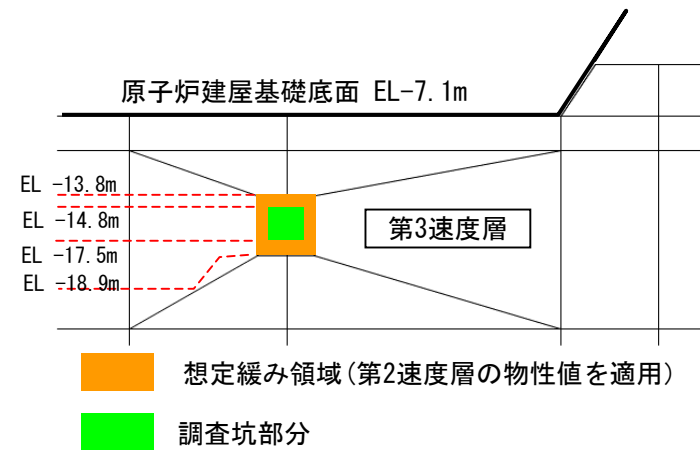 原子炉建屋基礎底面 EL-7.1m
EL -13.8m
EL -14.8m
第3速度層
EL -17.5m
EL -18.9m
想定緩み領域(第2速度層の物性値を適用)
調査坑部分